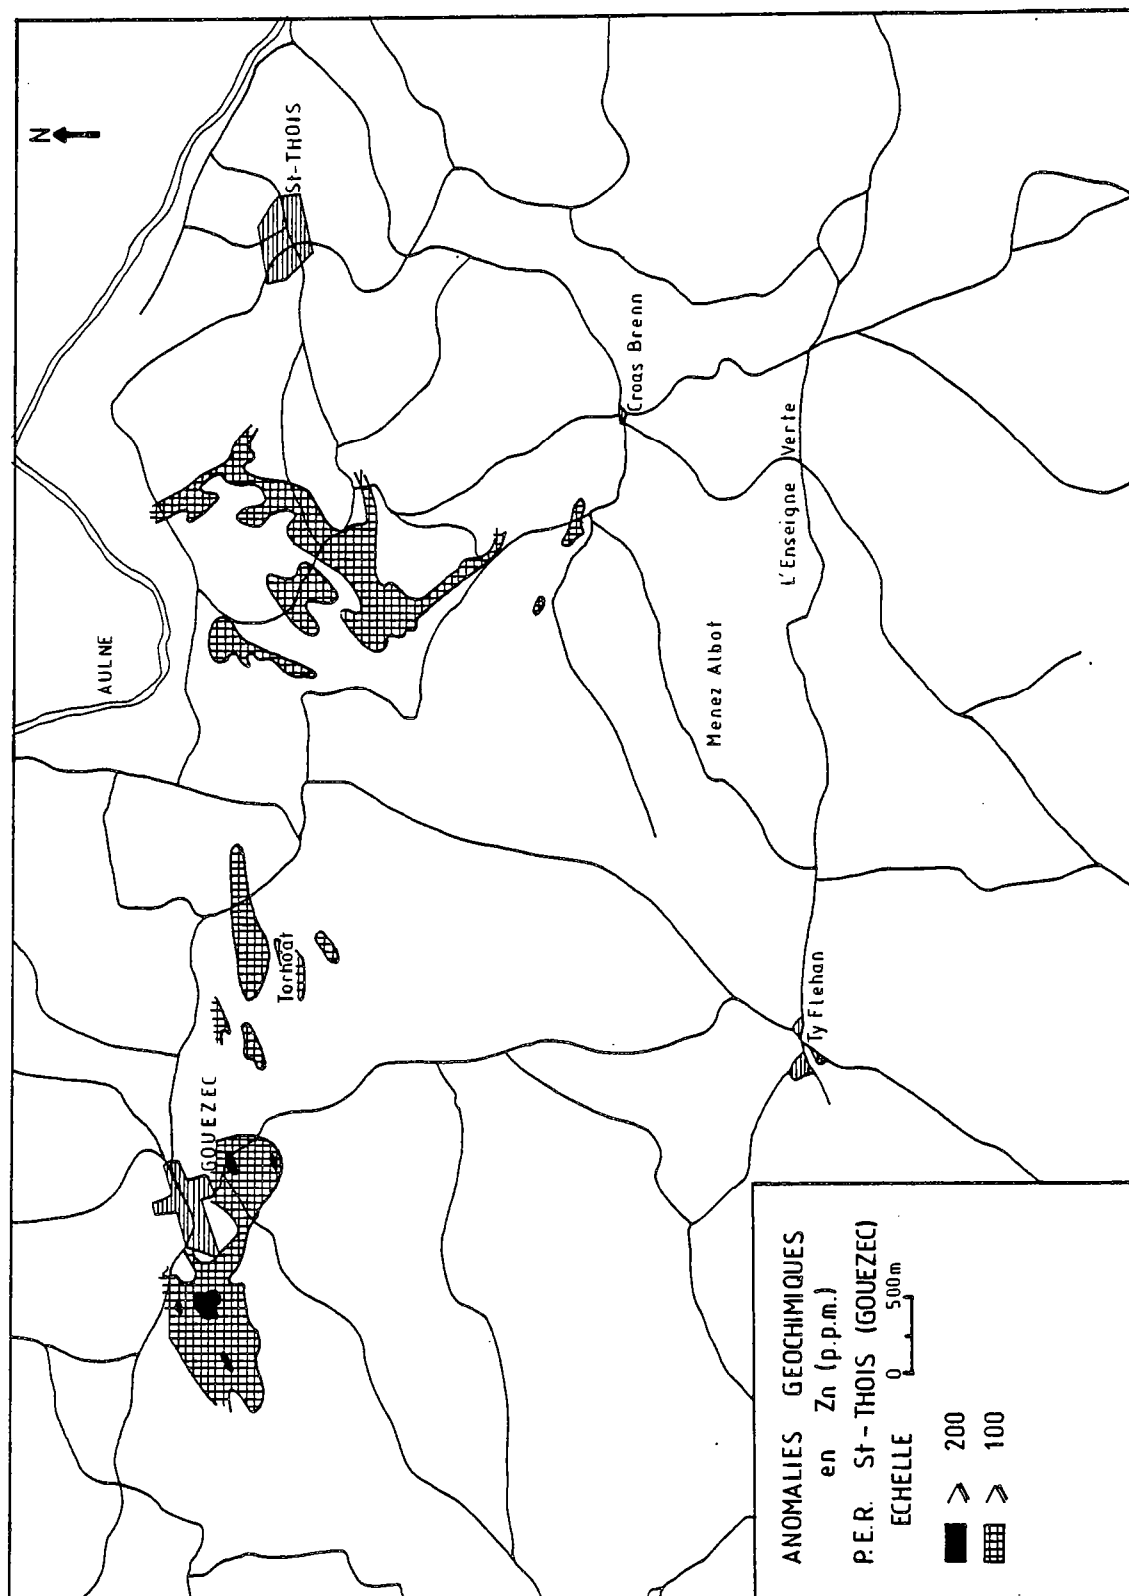 N
AULNE
St-THOIS
GOUEZEC
Torhoat
Croas Brenn
Menez Albot
L'Enseigne Verte
Ty Flehan
ANOMALIES GEOCHIMIQUES
en Zn (p.p.m.)
P.E.R. St-THOIS (GOUEZEC)
ECHELLE 0 500m
⩾ 200
⩾ 100